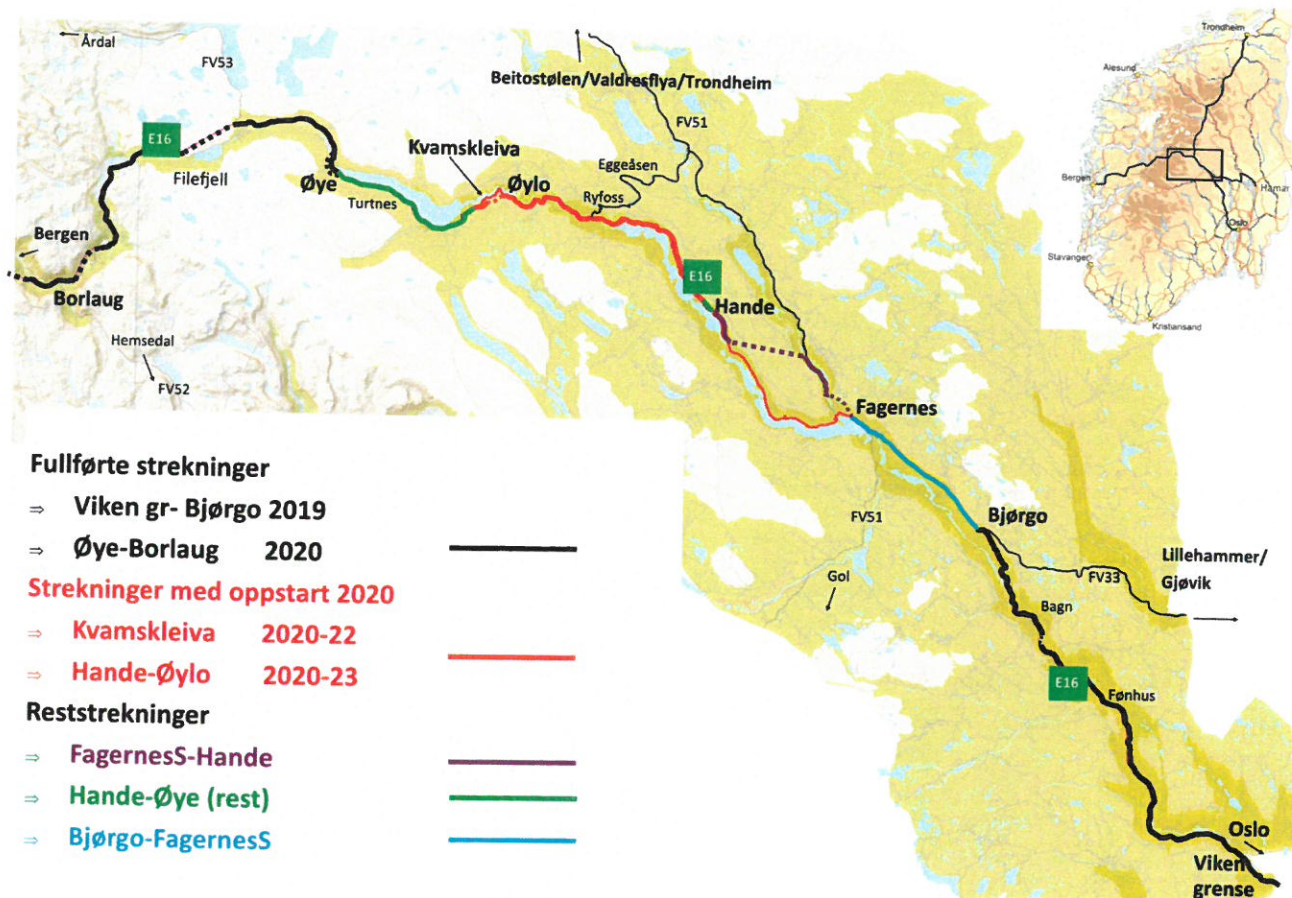 Årdal
FV53
Beitostølen/Valdresflya/Trondheim
FV51
E16
Filefjell
Kvamskleiva
Eggeåsen
Øye
Øylo
Ryfoss
Turtnes
Bergen
Borlaug
E16
Hande
Hemsedal
FV52
Fagernes
FV51
Bjørgo
Gol
FV33
Lillehammer/
Gjøvik
Bagn
E16
Fønhus
Oslo
Viken
grense
Trondheim
Ålesund
Bergen
Hamar
Oslo
Stavanger
Kristiansand
Fullførte strekninger
⇒ Viken gr- Bjørgo 2019
⇒ Øye-Borlaug 2020
Strekninger med oppstart 2020
⇒ Kvamskleiva 2020-22
⇒ Hande-Øylo 2020-23
Reststrekninger
⇒ FagernesS-Hande
⇒ Hande-Øye (rest)
⇒ Bjørgo-FagernesS